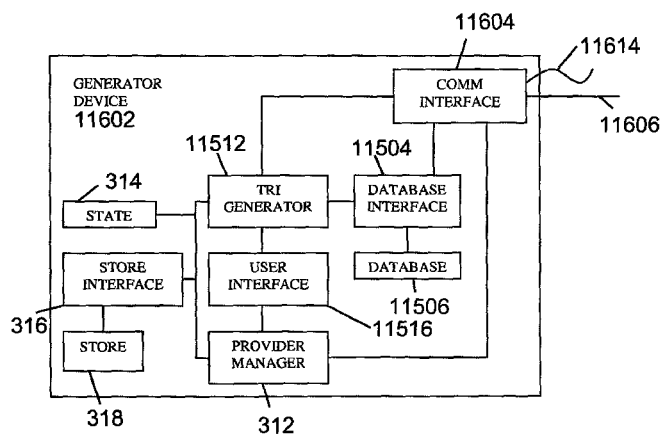 11604
11614
COMM
INTERFACE
GENERATOR
DEVICE
11602
11606
11512
11504
314
TRI
GENERATOR
DATABASE
INTERFACE
STATE
STORE
INTERFACE
USER
INTERFACE
DATABASE
11506
316
11516
STORE
PROVIDER
MANAGER
318
312